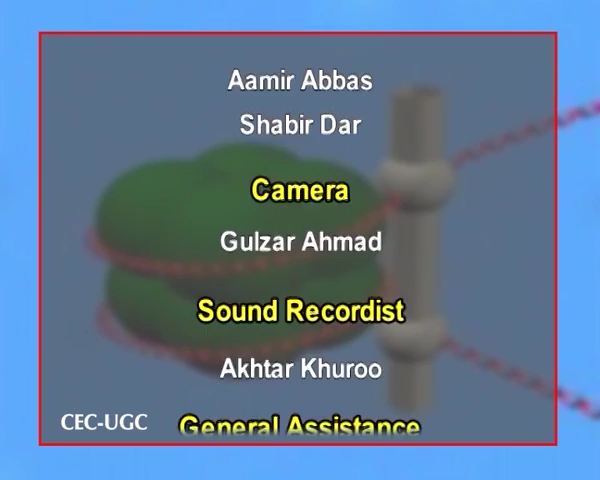 Aamir Abbas
Shabir Dar
Camera
Gulzar Ahmad
Sound Recordist
Akhtar Khuroo
CEC-UGC
General Assistance